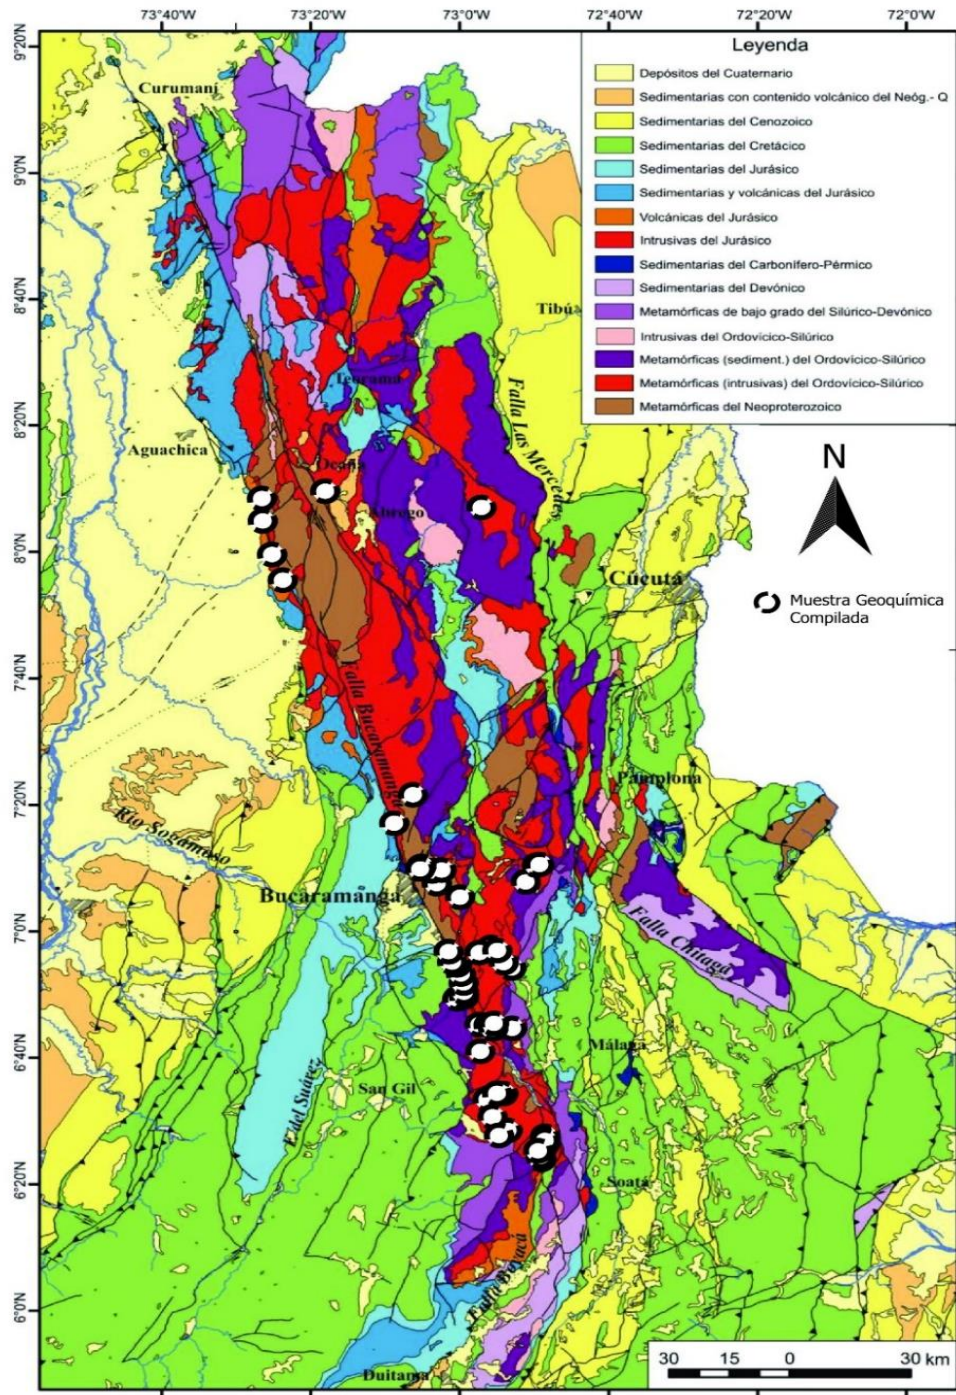 73°40'W 73°20'W 73°0'W 72°40'W 72°20'W 72°0'W
9°20'N
9°0'N
8°40'N
8°20'N
8°0'N
7°40'N
7°20'N
7°0'N
6°40'N
6°20'N
6°0'N
Leyenda
Depósitos del Cuaternario
Sedimentarias con contenido volcánico del Neóg.- Q
Sedimentarias del Cenozoico
Sedimentarias del Cretácico
Sedimentarias del Jurásico
Sedimentarias y volcánicas del Jurásico
Volcánicas del Jurásico
Intrusivas del Jurásico
Sedimentarias del Carbonífero-Pérmico
Sedimentarias del Devónico
Metamórficas de bajo grado del Silúrico-Devónico
Intrusivas del Ordovícico-Silúrico
Metamórficas (sediment.) del Ordovícico-Silúrico
Metamórficas (intrusivas) del Ordovícico-Silúrico
Metamórficas del Neoproterozoico
Curumaní
Tibú
Teorama
Falla Las Mercedes
Aguachica
Ocaña
Abrego
N
Cúcuta
Muestra Geoquímica
Compilada
Falla Bucaramanga
Pamplona
Río Sogamoso
Bucaramanga
Falla Chitagá
Málaga
San Gil
F.del Suárez
Soatá
Falla Boyacá
Duitama
30 15 0 30 km